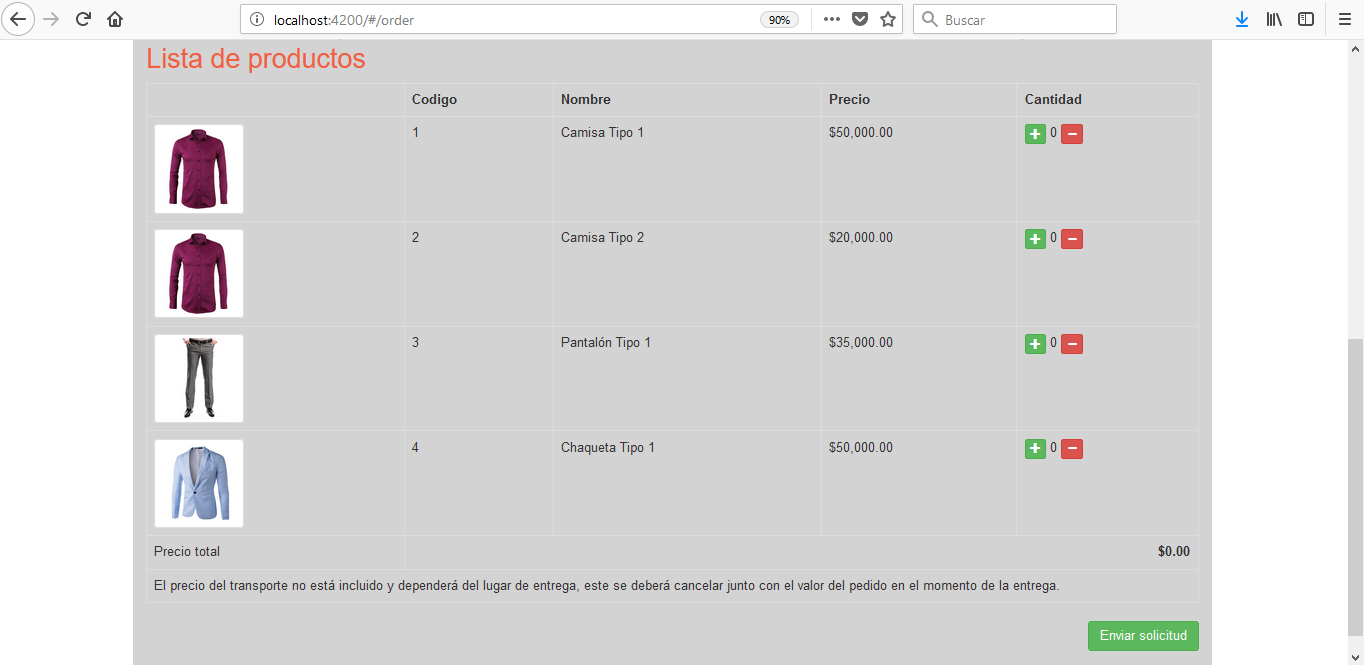 localhost:4200/#/order 90% Buscar
Lista de productos
Codigo Nombre Precio Cantidad
1 Camisa Tipo 1 $50,000.00 0
2 Camisa Tipo 2 $20,000.00 0
3 Pantalón Tipo 1 $35,000.00 0
4 Chaqueta Tipo 1 $50,000.00 0
Precio total $0.00
El precio del transporte no está incluido y dependerá del lugar de entrega, este se deberá cancelar junto con el valor del pedido en el momento de la entrega.
Enviar solicitud